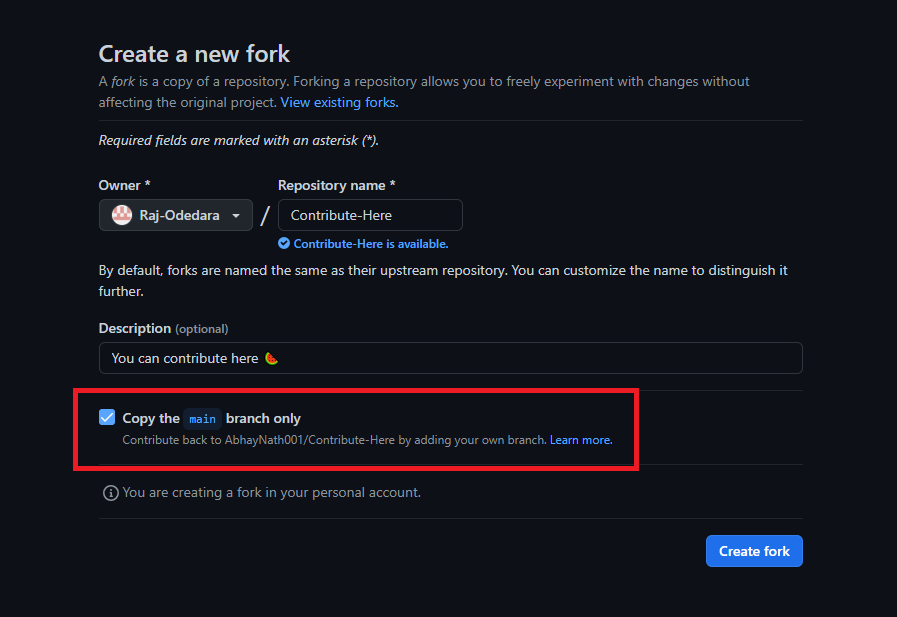 Create a new fork
A fork is a copy of a repository. Forking a repository allows you to freely experiment with changes without
affecting the original project. View existing forks.
Required fields are marked with an asterisk (*).
Owner *
Repository name *
Raj-Odedara
/
Contribute-Here
Contribute-Here is available.
By default, forks are named the same as their upstream repository. You can customize the name to distinguish it
further.
Description (optional)
You can contribute here 🍉
Copy the main branch only
Contribute back to AbhayNath001/Contribute-Here by adding your own branch. Learn more.
You are creating a fork in your personal account.
Create fork